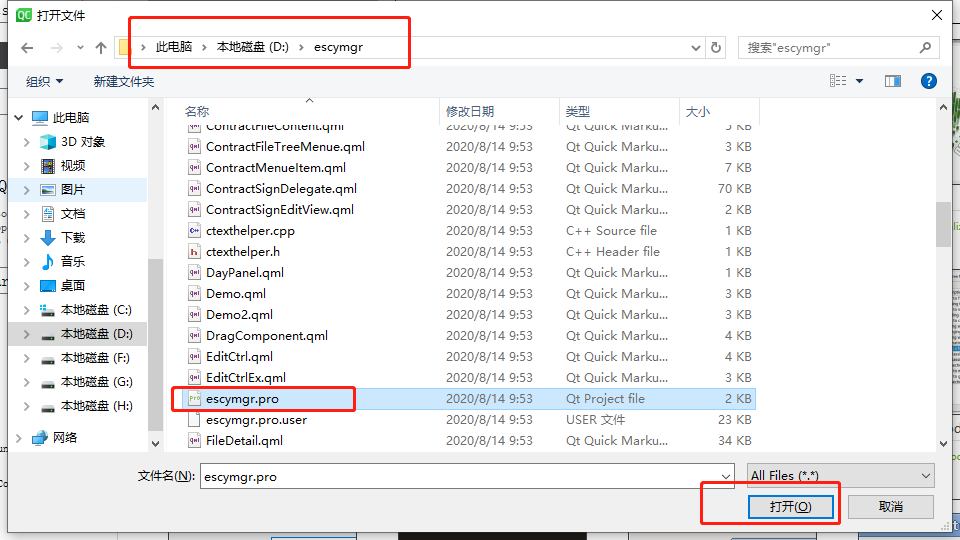 QC 打开文件
此电脑 › 本地磁盘 (D:) › escymgr
搜索"escymgr"
组织 新建文件夹
名称 修改日期 类型 大小
ContractFileContent.qml 2020/8/14 9:53 Qt Quick Marku... 5 KB
ContractFileTreeMenue.qml 2020/8/14 9:53 Qt Quick Marku... 3 KB
ContractMenueItem.qml 2020/8/14 9:53 Qt Quick Marku... 7 KB
ContractSignDelegate.qml 2020/8/14 9:53 Qt Quick Marku... 70 KB
ContractSignEditView.qml 2020/8/14 9:53 Qt Quick Marku... 2 KB
ctexthelper.cpp 2020/8/14 9:53 C++ Source file 1 KB
ctexthelper.h 2020/8/14 9:53 C++ Header file 1 KB
DayPanel.qml 2020/8/14 9:53 Qt Quick Marku... 1 KB
Demo.qml 2020/8/14 9:53 Qt Quick Marku... 3 KB
Demo2.qml 2020/8/14 9:53 Qt Quick Marku... 3 KB
DragComponent.qml 2020/8/14 9:53 Qt Quick Marku... 4 KB
EditCtrl.qml 2020/8/14 9:53 Qt Quick Marku... 4 KB
EditCtrlEx.qml 2020/8/14 9:53 Qt Quick Marku... 3 KB
escymgr.pro 2020/8/14 9:53 Qt Project file 2 KB
escymgr.pro.user 2020/8/14 9:53 USER 文件 23 KB
FileDetail.qml 2020/8/14 9:53 Qt Quick Marku... 34 KB
此电脑
3D 对象
视频
图片
文档
下载
音乐
桌面
本地磁盘 (C:)
本地磁盘 (D:)
本地磁盘 (F:)
本地磁盘 (G:)
本地磁盘 (H:)
网络
文件名(N): escymgr.pro
All Files (*.*)
打开(O) 取消